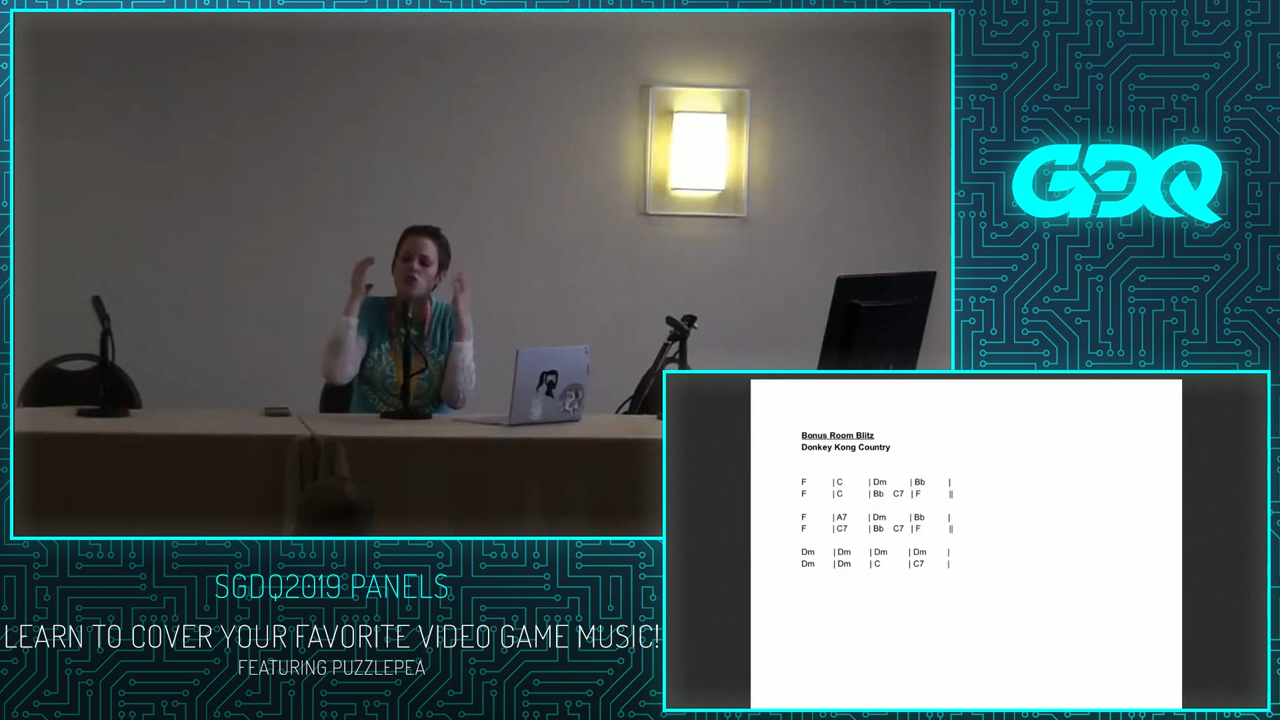 GDQ
Bonus Room Blitz
Donkey Kong Country
F | C | Dm | Bb |
F | C | Bb C7 | F ||
F | A7 | Dm | Bb |
F | C7 | Bb C7 | F ||
Dm | Dm | Dm | Dm |
Dm | Dm | C | C7 |
SGDQ2019 PANELS
LEARN TO COVER YOUR FAVORITE VIDEO GAME MUSIC!
FEATURING PUZZLEPEA